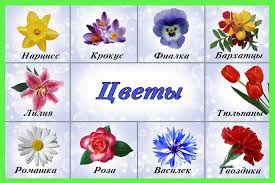 Нарцисс Крокус Фиалка Бархатцы
Цветы
Лилия Тюльпаны
Ромашка Роза Василек Гвоздика